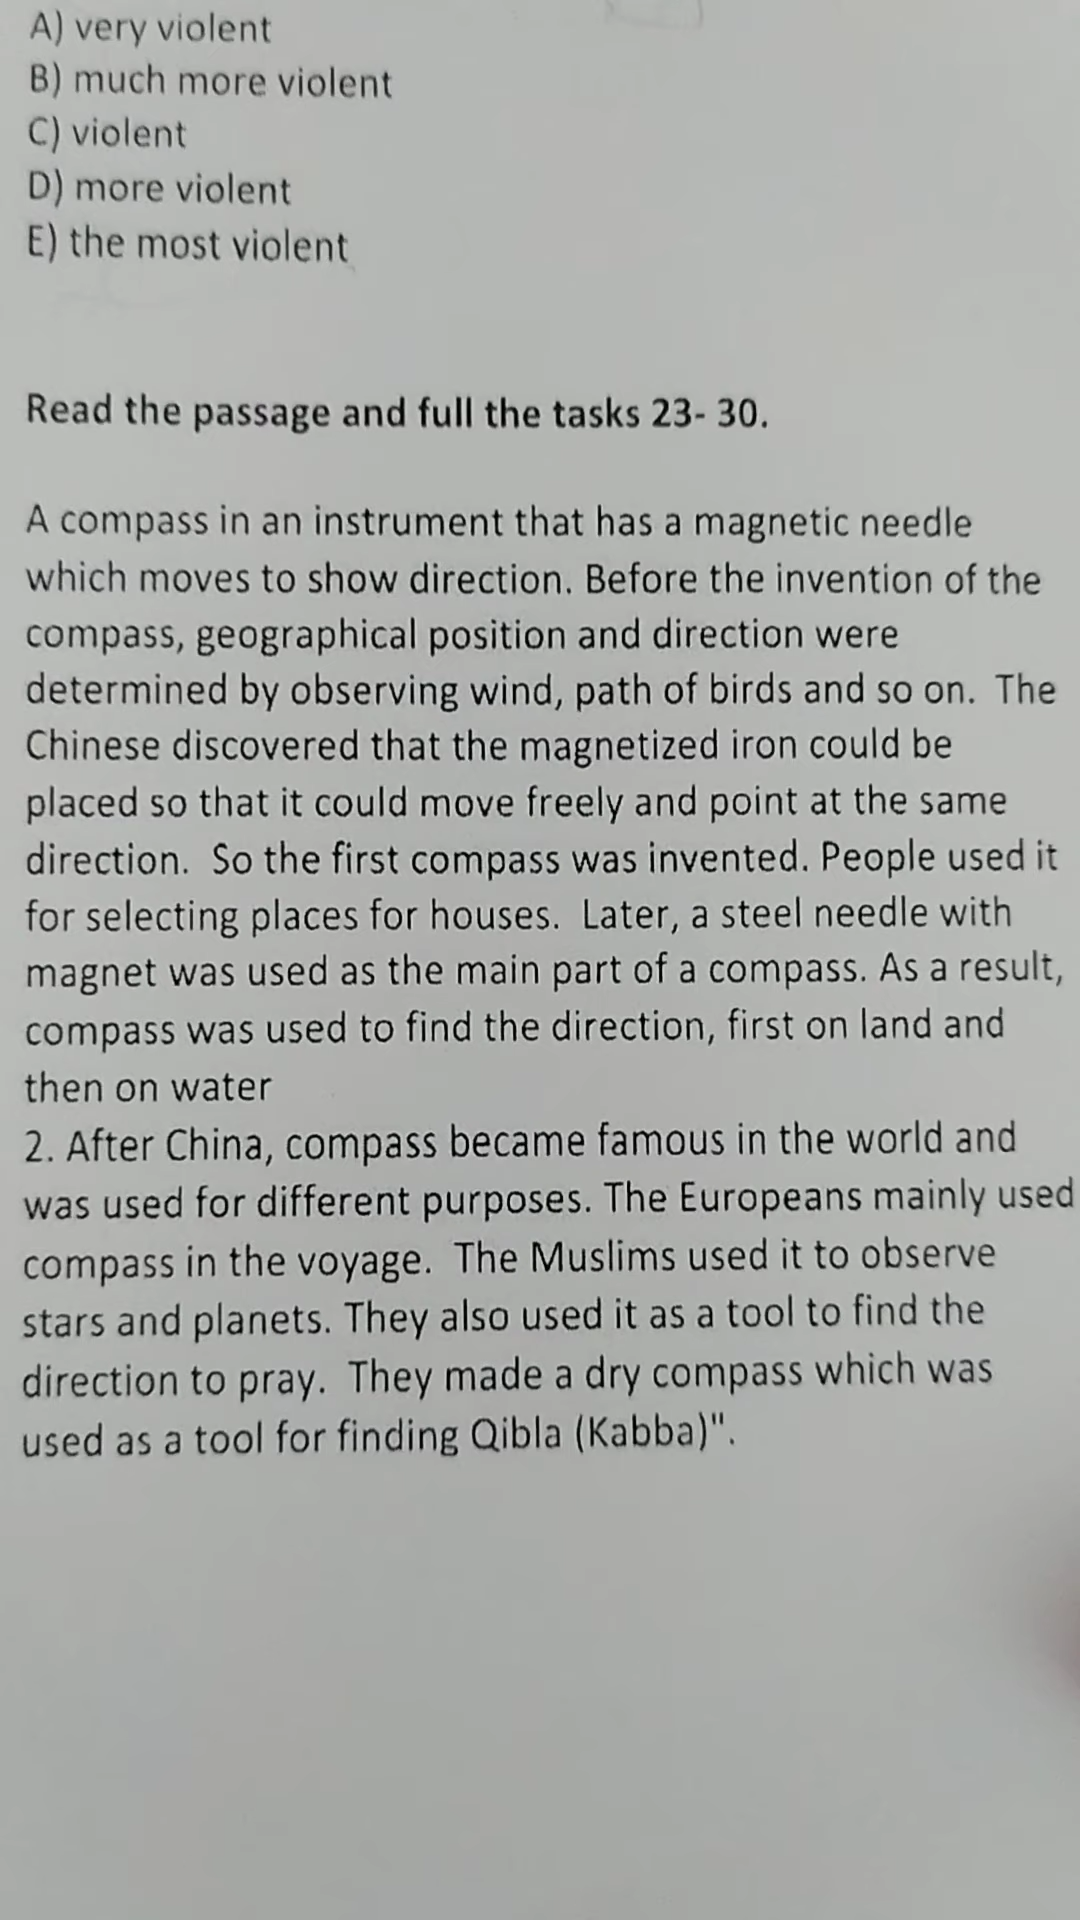 A) very violent
B) much more violent
C) violent
D) more violent
E) the most violent
Read the passage and full the tasks 23- 30.
A compass in an instrument that has a magnetic needle
which moves to show direction. Before the invention of the
compass, geographical position and direction were
determined by observing wind, path of birds and so on. The
Chinese discovered that the magnetized iron could be
placed so that it could move freely and point at the same
direction. So the first compass was invented. People used it
for selecting places for houses. Later, a steel needle with
magnet was used as the main part of a compass. As a result,
compass was used to find the direction, first on land and
then on water
2. After China, compass became famous in the world and
was used for different purposes. The Europeans mainly used
compass in the voyage. The Muslims used it to observe
stars and planets. They also used it as a tool to find the
direction to pray. They made a dry compass which was
used as a tool for finding Qibla (Kabba)".